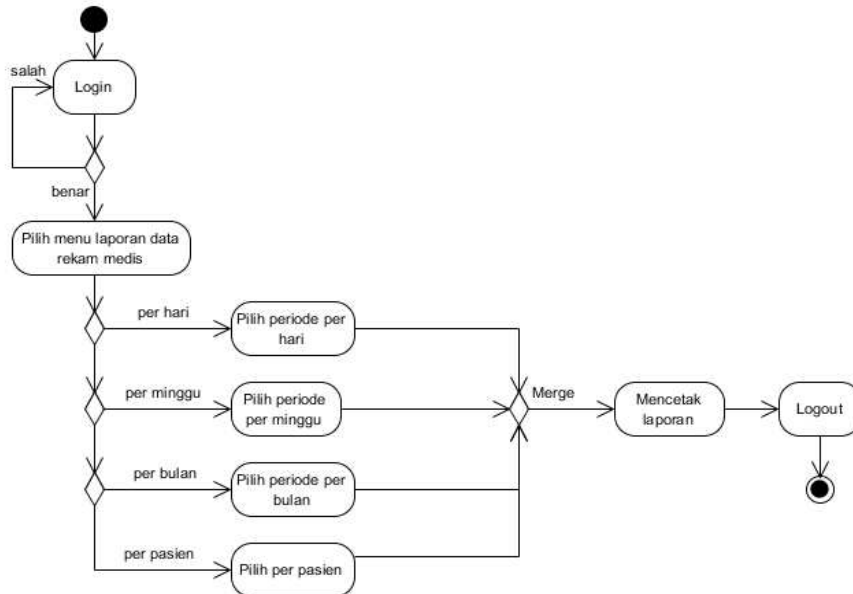 salah
Login
benar
Pilih menu laporan data
rekam medis
per hari
Pilih periode per
hari
per minggu
Pilih periode
per minggu
Merge
Mencetak
laporan
Logout
per bulan
Pilih periode per
bulan
per pasien
Pilih per pasien